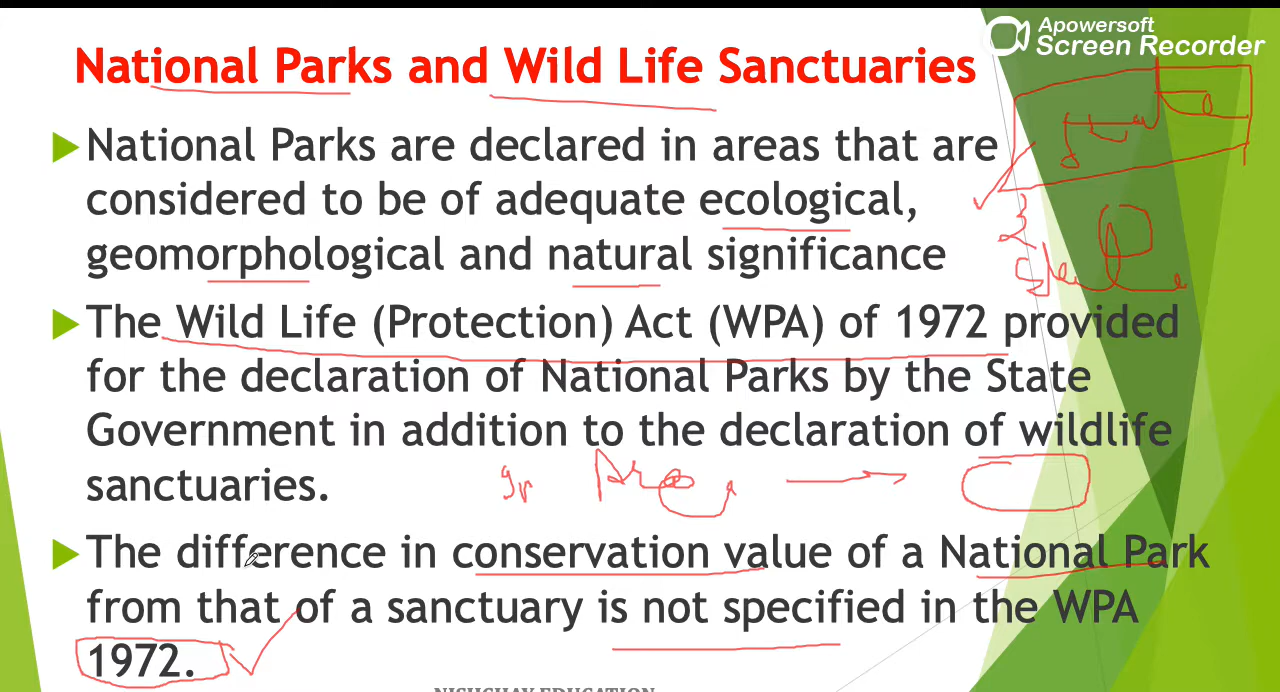 Apowersoft
Screen Recorder
National Parks and Wild Life Sanctuaries
National Parks are declared in areas that are
considered to be of adequate ecological,
geomorphological and natural significance
The Wild Life (Protection) Act (WPA) of 1972 provided
for the declaration of National Parks by the State
Government in addition to the declaration of wildlife
sanctuaries.
The difference in conservation value of a National Park
from that of a sanctuary is not specified in the WPA
1972.
NISHCHAY EDUCATION